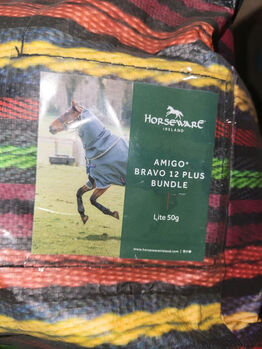 HORSEWARE
IRELAND
AMIGO®
BRAVO 12 PLUS
BUNDLE
Lite 50g
www.horsewareireland.com